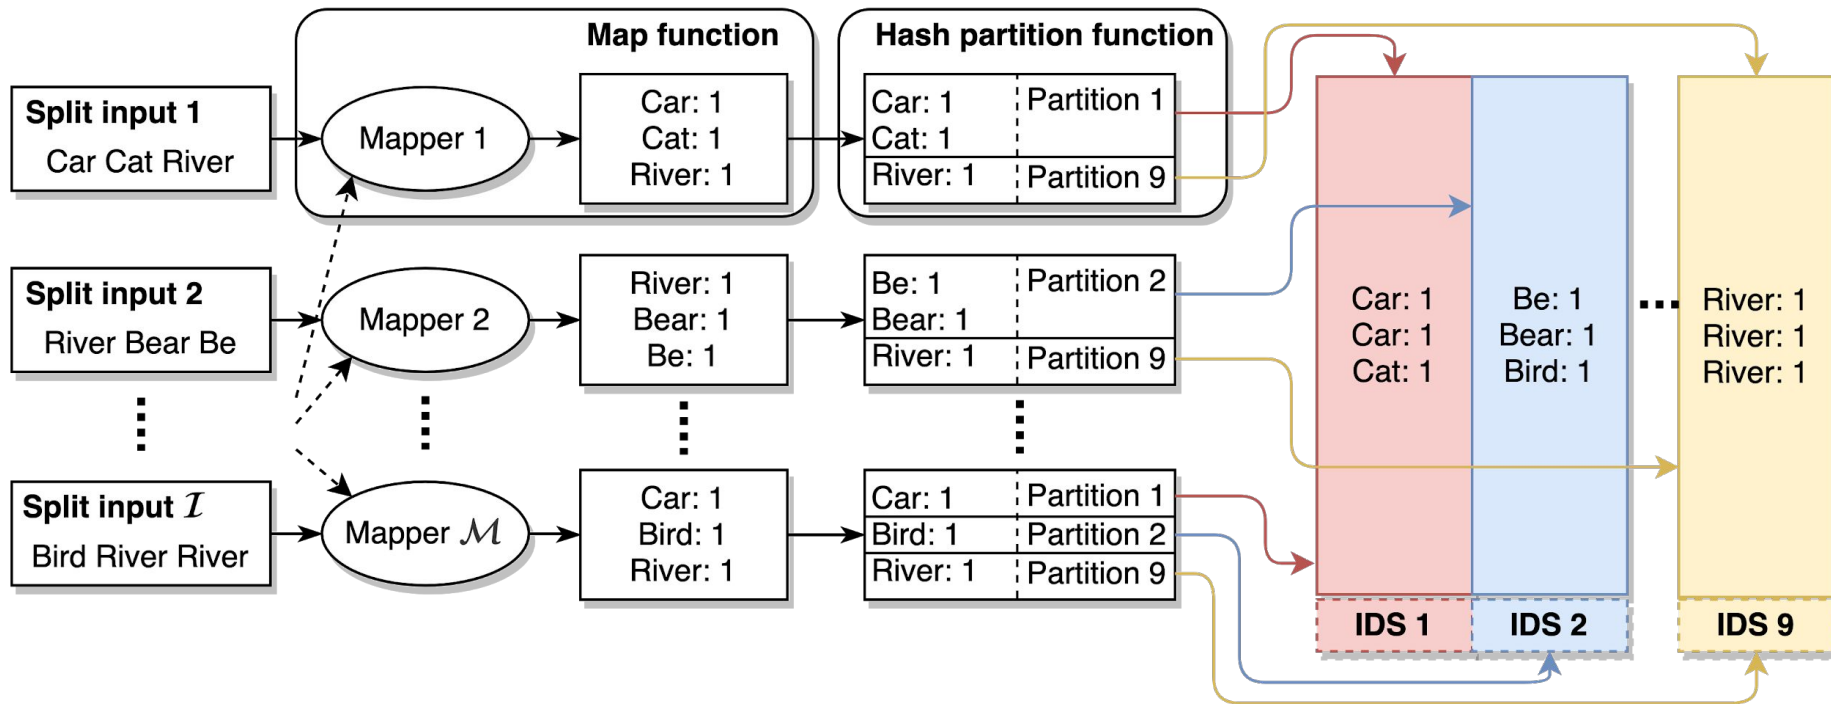 Map function
Hash partition function
Split input 1
Car Cat River
Mapper 1
Car: 1
Cat: 1
River: 1
Car: 1
Cat: 1
Partition 1
River: 1
Partition 9
Split input 2
River Bear Be
Mapper 2
River: 1
Bear: 1
Be: 1
Be: 1
Bear: 1
Partition 2
River: 1
Partition 9
Split input ℐ
Bird River River
Mapper ℳ
Car: 1
Bird: 1
River: 1
Car: 1
Partition 1
Bird: 1
Partition 2
River: 1
Partition 9
Car: 1
Car: 1
Cat: 1
IDS 1
Be: 1
Bear: 1
Bird: 1
IDS 2
River: 1
River: 1
River: 1
IDS 9